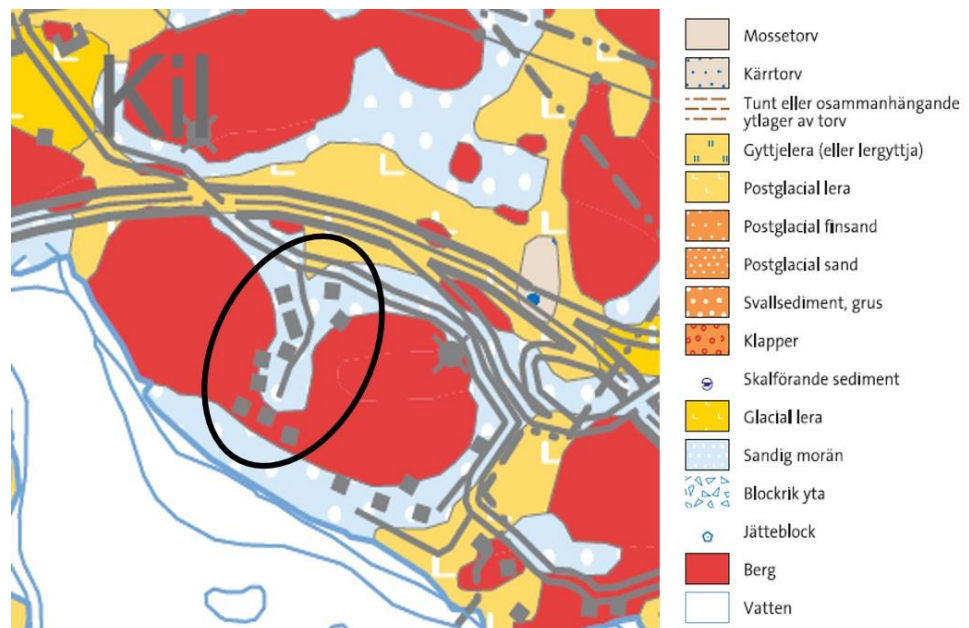 Kil
Mossetorv
Kärrtorv
Tunt eller osammanhängande
ytlager av torv
Gyttjelera (eller lergyttja)
Postglacial lera
Postglacial finsand
Postglacial sand
Svallsediment, grus
Klapper
Skalförande sediment
Glacial lera
Sandig morän
Blockrik yta
Jätteblock
Berg
Vatten